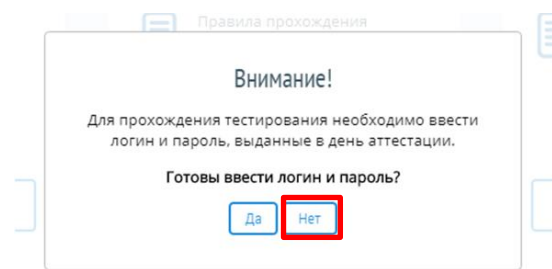 Правила прохождения
Внимание!
Для прохождения тестирования необходимо ввести
логин и пароль, выданные в день аттестации.
Готовы ввести логин и пароль?
Да Нет